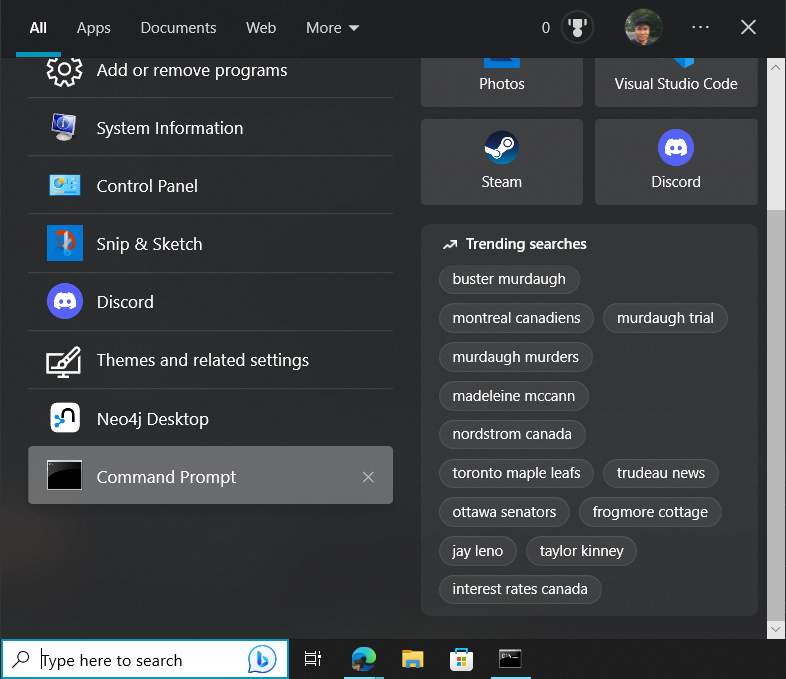 All Apps Documents Web More 0
Add or remove programs
System Information
Control Panel
Snip & Sketch
Discord
Themes and related settings
Neo4j Desktop
Command Prompt
Photos Visual Studio Code
Steam Discord
Trending searches
buster murdaugh
montreal canadiens murdaugh trial
murdaugh murders
madeleine mccann
nordstrom canada
toronto maple leafs trudeau news
ottawa senators frogmore cottage
jay leno taylor kinney
interest rates canada
Type here to search